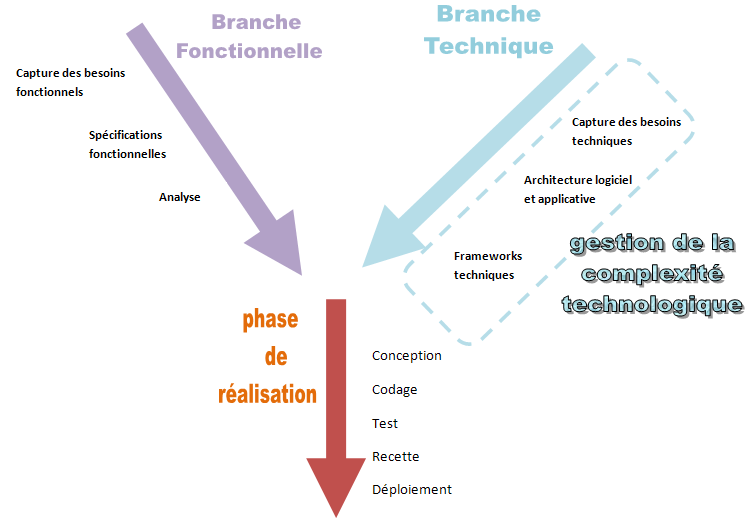 Branche
Fonctionnelle
Branche
Technique
Capture des besoins
fonctionnels
Spécifications
fonctionnelles
Analyse
Capture des besoins
techniques
Architecture logiciel
et applicative
Frameworks
techniques
gestion de la
complexité
technologique
phase
de
réalisation
Conception
Codage
Test
Recette
Déploiement